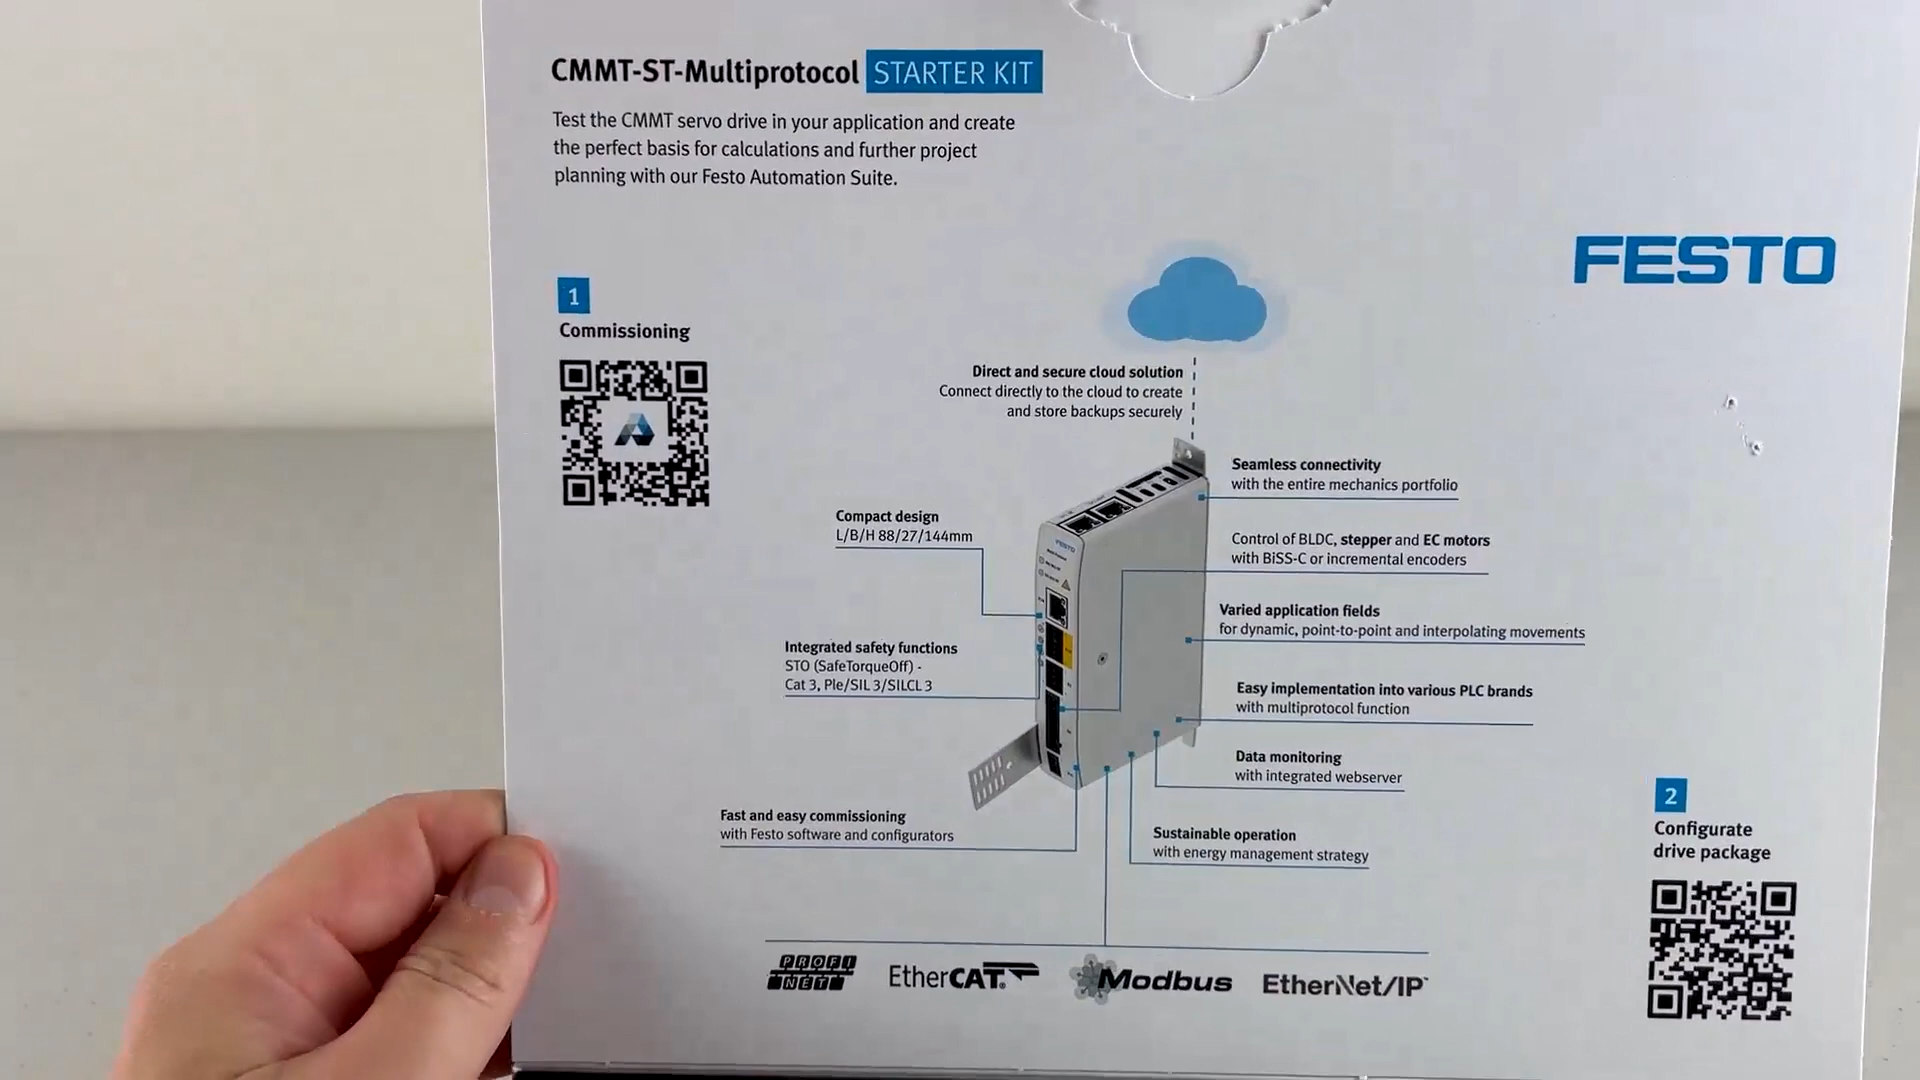 CMMT-ST-Multiprotocol STARTER KIT
Test the CMMT servo drive in your application and create
the perfect basis for calculations and further project
planning with our Festo Automation Suite.
FESTO
1
Commissioning
Direct and secure cloud solution
Connect directly to the cloud to create
and store backups securely
Seamless connectivity
with the entire mechanics portfolio
Compact design
L/B/H 88/27/144mm
Control of BLDC, stepper and EC motors
with BiSS-C or incremental encoders
FESTO
Varied application fields
for dynamic, point-to-point and interpolating movements
Integrated safety functions
STO (SafeTorqueOff) -
Cat 3, Ple/SIL 3/SILCL 3
Easy implementation into various PLC brands
with multiprotocol function
Data monitoring
with integrated webserver
Fast and easy commissioning
with Festo software and configurators
Sustainable operation
with energy management strategy
2
Configurate
drive package
PROFI
NET
EtherCAT®
Modbus
EtherNet/IP™